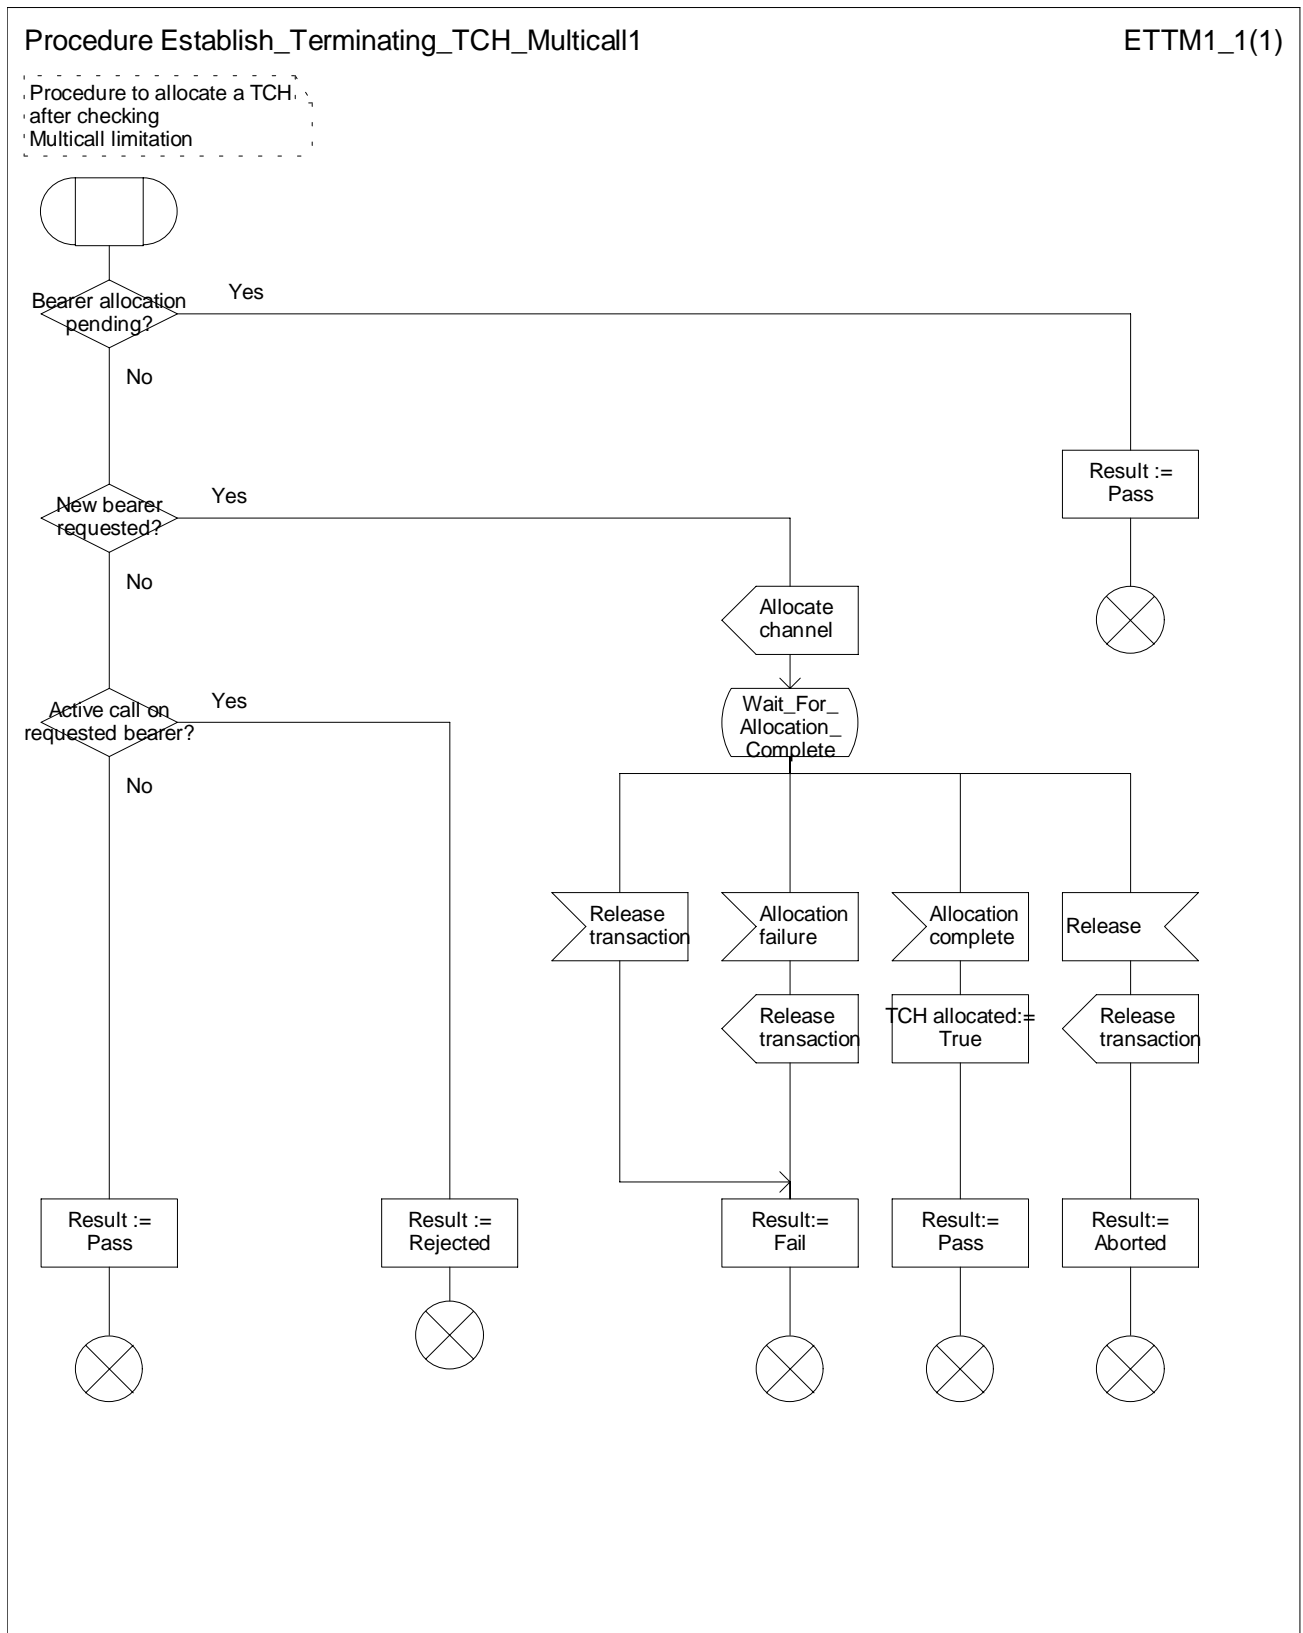 Procedure Establish_Terminating_TCH_Multicall1
ETTM1_1(1)
Procedure to allocate a TCH
after checking
Multicall limitation
Bearer allocation
pending?
Yes
No
Result :=
Pass
New bearer
requested?
Yes
No
Allocate
channel
Active call on
requested bearer?
Yes
No
Wait_For_
Allocation_
Complete
Release
transaction
Allocation
failure
Allocation
complete
Release
Release
transaction
TCH allocated:=
True
Release
transaction
Result :=
Pass
Result :=
Rejected
Result:=
Fail
Result:=
Pass
Result:=
Aborted